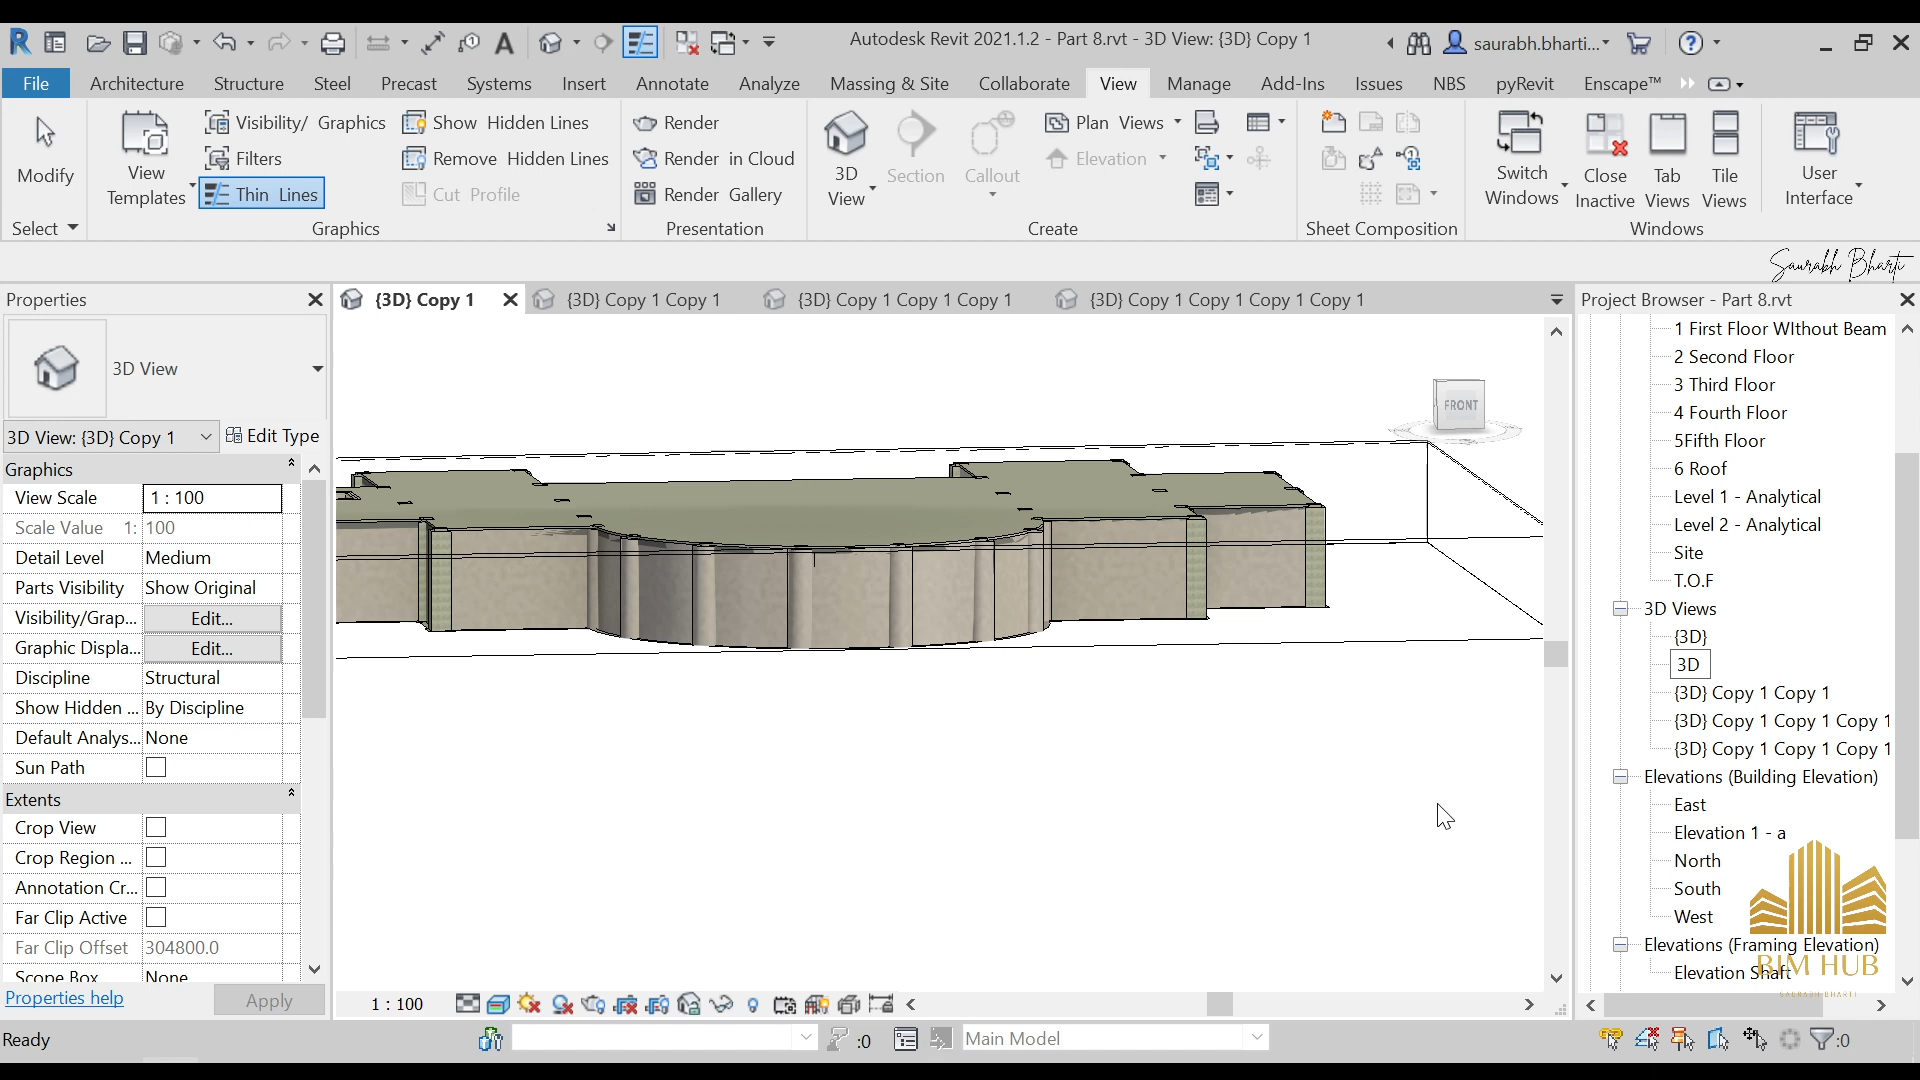 Autodesk Revit 2021.1.2 - Part 8.rvt - 3D View: {3D} Copy 1
saurabh.bharti...
File Architecture Structure Steel Precast Systems Insert Annotate Analyze Massing & Site Collaborate View Manage Add-Ins Issues NBS pyRevit Enscape™
Modify
View Templates
Visibility/ Graphics
Filters
Thin Lines
Show Hidden Lines
Remove Hidden Lines
Cut Profile
Render
Render in Cloud
Render Gallery
3D View
Section
Callout
Plan Views
Elevation
Switch Windows
Close Inactive
Tab Views
Tile Views
User Interface
Select
Graphics
Presentation
Create
Sheet Composition
Windows
Saurabh Bharti
Properties
{3D} Copy 1
{3D} Copy 1 Copy 1
{3D} Copy 1 Copy 1 Copy 1
{3D} Copy 1 Copy 1 Copy 1 Copy 1
Project Browser - Part 8.rvt
3D View
3D View: {3D} Copy 1
Edit Type
Graphics
View Scale 1 : 100
Scale Value 1: 100
Detail Level Medium
Parts Visibility Show Original
Visibility/Grap... Edit...
Graphic Displa... Edit...
Discipline Structural
Show Hidden ... By Discipline
Default Analys... None
Sun Path
Extents
Crop View
Crop Region ...
Annotation Cr...
Far Clip Active
Far Clip Offset 304800.0
Scope Box None
Properties help
Apply
FRONT
1 First Floor WIthout Beam
2 Second Floor
3 Third Floor
4 Fourth Floor
5Fifth Floor
6 Roof
Level 1 - Analytical
Level 2 - Analytical
Site
T.O.F
3D Views
{3D}
3D
{3D} Copy 1 Copy 1
{3D} Copy 1 Copy 1 Copy 1
{3D} Copy 1 Copy 1 Copy 1
Elevations (Building Elevation)
East
Elevation 1 - a
North
South
West
Elevations (Framing Elevation)
Elevation Shaft
BIM HUB
SAURABH BHARTI
1 : 100
Ready
:0
Main Model
:0